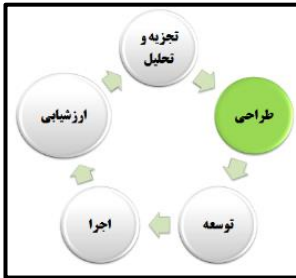 تجزیه و
تحلیل
طراحی
توسعه
اجرا
ارزشیابی